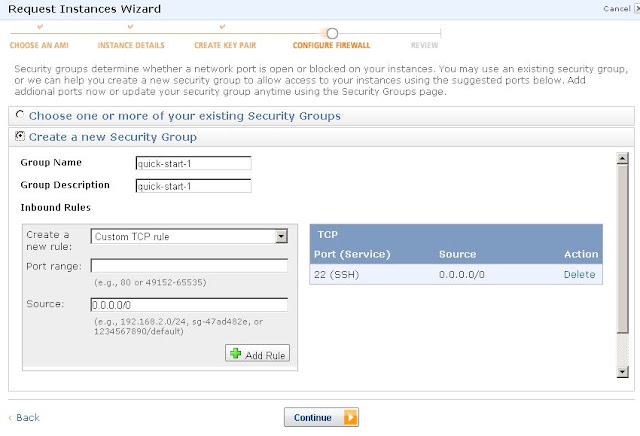 Request Instances Wizard
Cancel
CHOOSE AN AMI
INSTANCE DETAILS
CREATE KEY PAIR
CONFIGURE FIREWALL
REVIEW
Security groups determine whether a network port is open or blocked on your instances. You may use an existing security group,
or we can help you create a new security group to allow access to your instances using the suggested ports below. Add
addional ports now or update your security group anytime using the Security Groups page.
Choose one or more of your existing Security Groups
Create a new Security Group
Group Name
quick-start-1
Group Description
quick-start-1
Inbound Rules
Create a
new rule:
Custom TCP rule
Port range:
(e.g., 80 or 49152-65535)
Source:
0.0.0.0/0
(e.g., 192.168.2.0/24, sg-47ad482e, or
1234567890/default)
Add Rule
TCP
Port (Service)
Source
Action
22 (SSH)
0.0.0.0/0
Delete
‹ Back
Continue